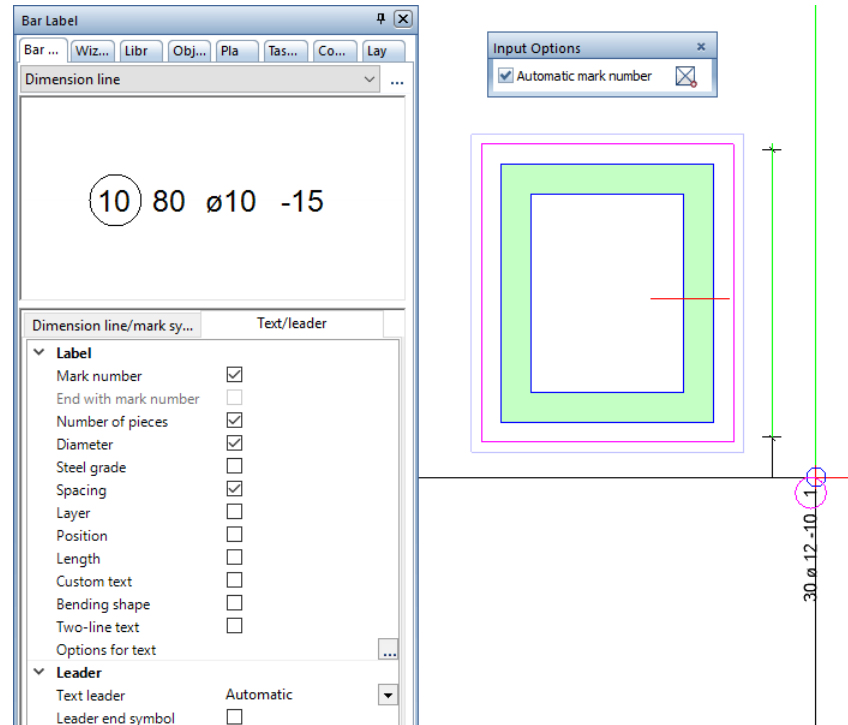 Bar Label
Bar ... Wiz... Libr Obj... Pla Tas... Co... Lay
Dimension line ...
10 80 ø10 -15
Dimension line/mark sy... Text/leader
Label
Mark number
End with mark number
Number of pieces
Diameter
Steel grade
Spacing
Layer
Position
Length
Custom text
Bending shape
Two-line text
Options for text ...
Leader
Text leader Automatic
Leader end symbol
Input Options
Automatic mark number
30 ø 12 -10 1